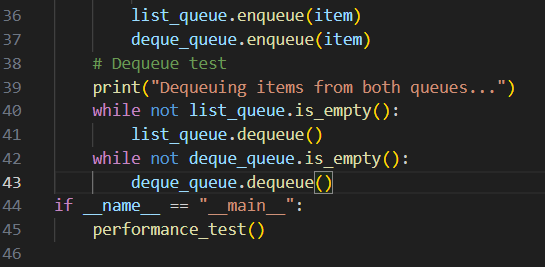 36 list_queue.enqueue(item)
37 deque_queue.enqueue(item)
38 # Dequeue test
39 print("Dequeuing items from both queues...")
40 while not list_queue.is_empty():
41 list_queue.dequeue()
42 while not deque_queue.is_empty():
43 deque_queue.dequeue()
44 if __name__ == "__main__":
45 performance_test()
46